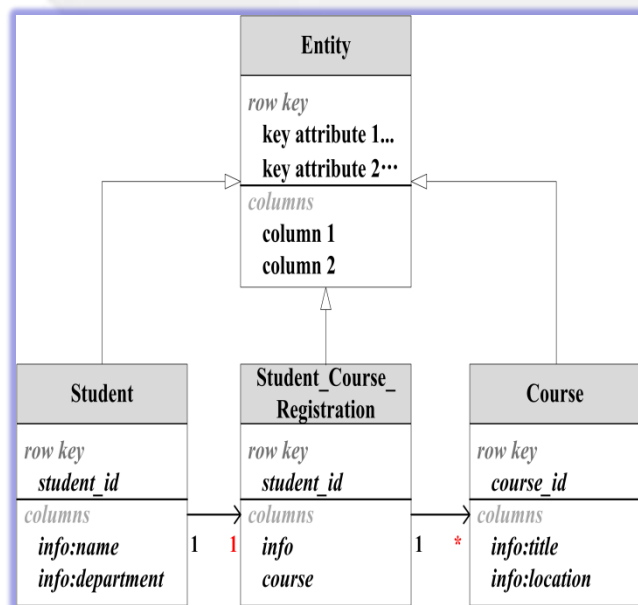 Entity
row key
key attribute 1...
key attribute 2···
columns
column 1
column 2
Student
row key
student_id
columns
info:name
info:department
1 1
Student_Course_
Registration
row key
student_id
columns
info
course
1 *
Course
row key
course_id
columns
info:title
info:location